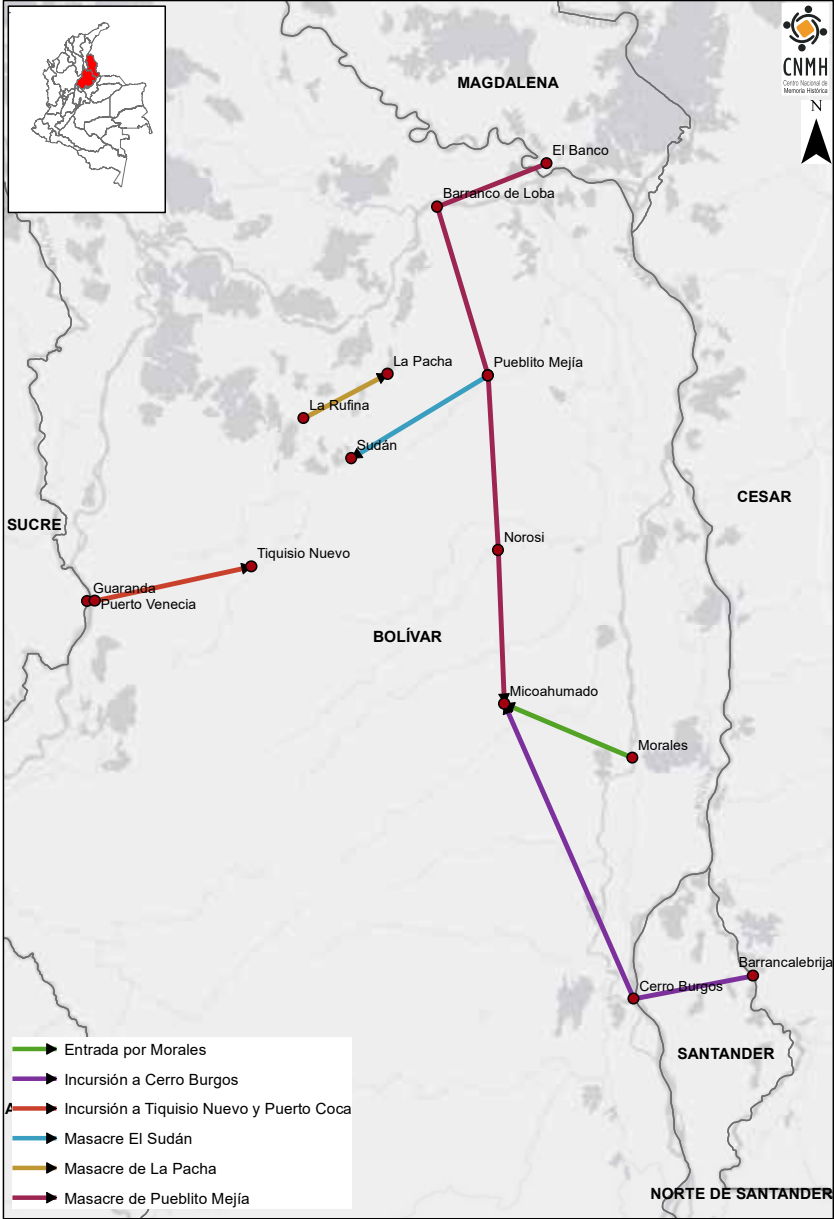 CNMH
Centro Nacional de
Memoria Histórica
N
MAGDALENA
El Banco
Barranco de Loba
La Pacha
Pueblito Mejía
La Rufina
Sudán
CESAR
SUCRE
Norosi
Tiquisio Nuevo
Guaranda
Puerto Venecia
BOLÍVAR
Micoahumado
Morales
Barrancalebrija
Cerro Burgos
SANTANDER
Entrada por Morales
Incursión a Cerro Burgos
Incursión a Tiquisio Nuevo y Puerto Coca
Masacre El Sudán
Masacre de La Pacha
Masacre de Pueblito Mejía
NORTE DE SANTANDER